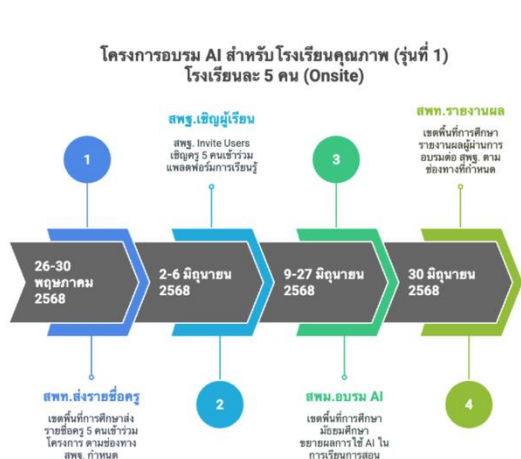 โครงการอบรม AI สำหรับโรงเรียนคุณภาพ (รุ่นที่ 1)
โรงเรียนละ 5 คน (Onsite)
1
26-30
พฤษภาคม
2568
สพท.ส่งรายชื่อครู
เขตพื้นที่การศึกษาส่ง
รายชื่อครู 5 คนเข้าร่วม
โครงการ ตามช่องทาง
สพฐ. กำหนด
สพฐ.เชิญผู้เรียน
สพฐ. Invite Users
เชิญครู 5 คนเข้าร่วม
แพลตฟอร์มการเรียนรู้
2-6 มิถุนายน
2568
2
3
9-27 มิถุนายน
2568
สพม.อบรม AI
เขตพื้นที่การศึกษา
มัธยมศึกษา
ขยายผลการใช้ AI ใน
การเรียนการสอน
สพท.รายงานผล
เขตพื้นที่การศึกษา
รายงานผลผู้ผ่านการ
อบรมต่อ สพฐ. ตาม
ช่องทางที่กำหนด
30 มิถุนายน
2568
4